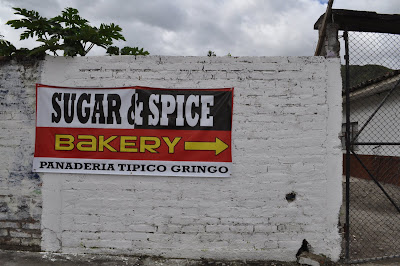 SUGAR & SPICE
BAKERY
PANADERIA TIPICO GRINGO